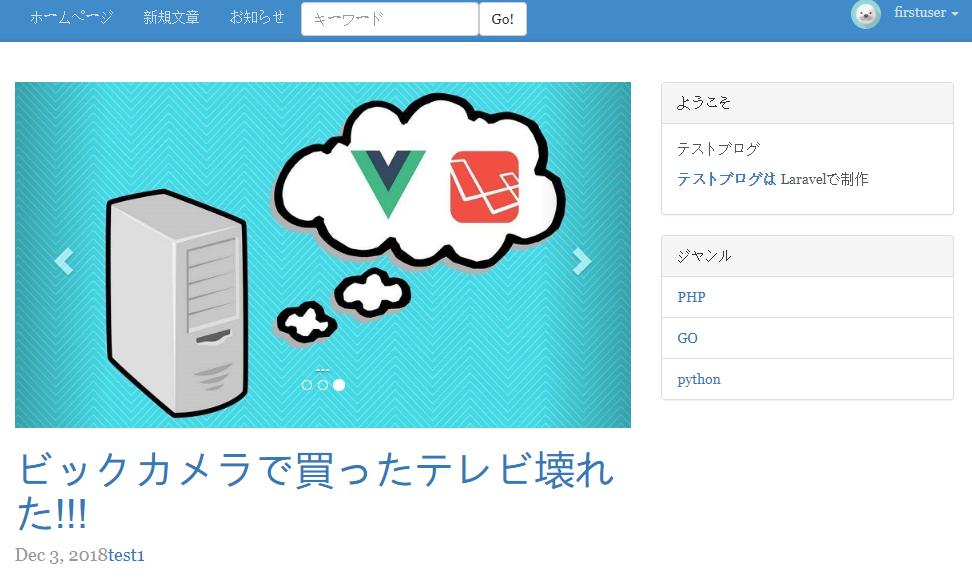 ホームページ 新規文章 お知らせ キーワード Go! firstuser
...
ビックカメラで買ったテレビ壊れ
た!!!
Dec 3, 2018test1
ようこそ
テストブログ
テストブログは Laravelで制作
ジャンル
PHP
GO
python